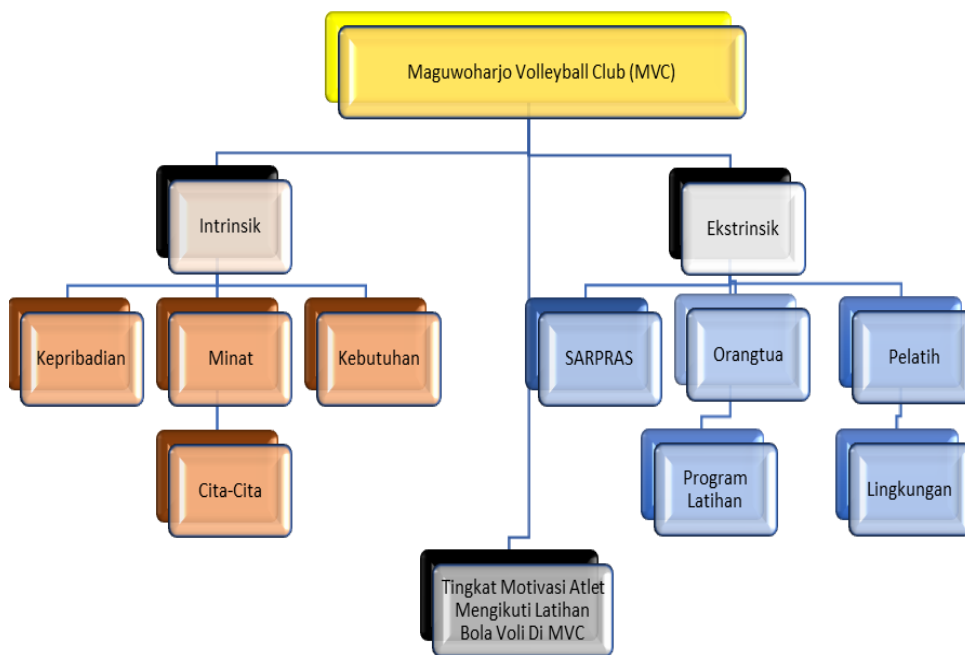 Maguwoharjo Volleyball Club (MVC)
Intrinsik
Ekstrinsik
Kepribadian
Minat
Kebutuhan
SARPRAS
Orangtua
Pelatih
Cita-Cita
Program
Latihan
Lingkungan
Tingkat Motivasi Atlet
Mengikuti Latihan
Bola Voli Di MVC